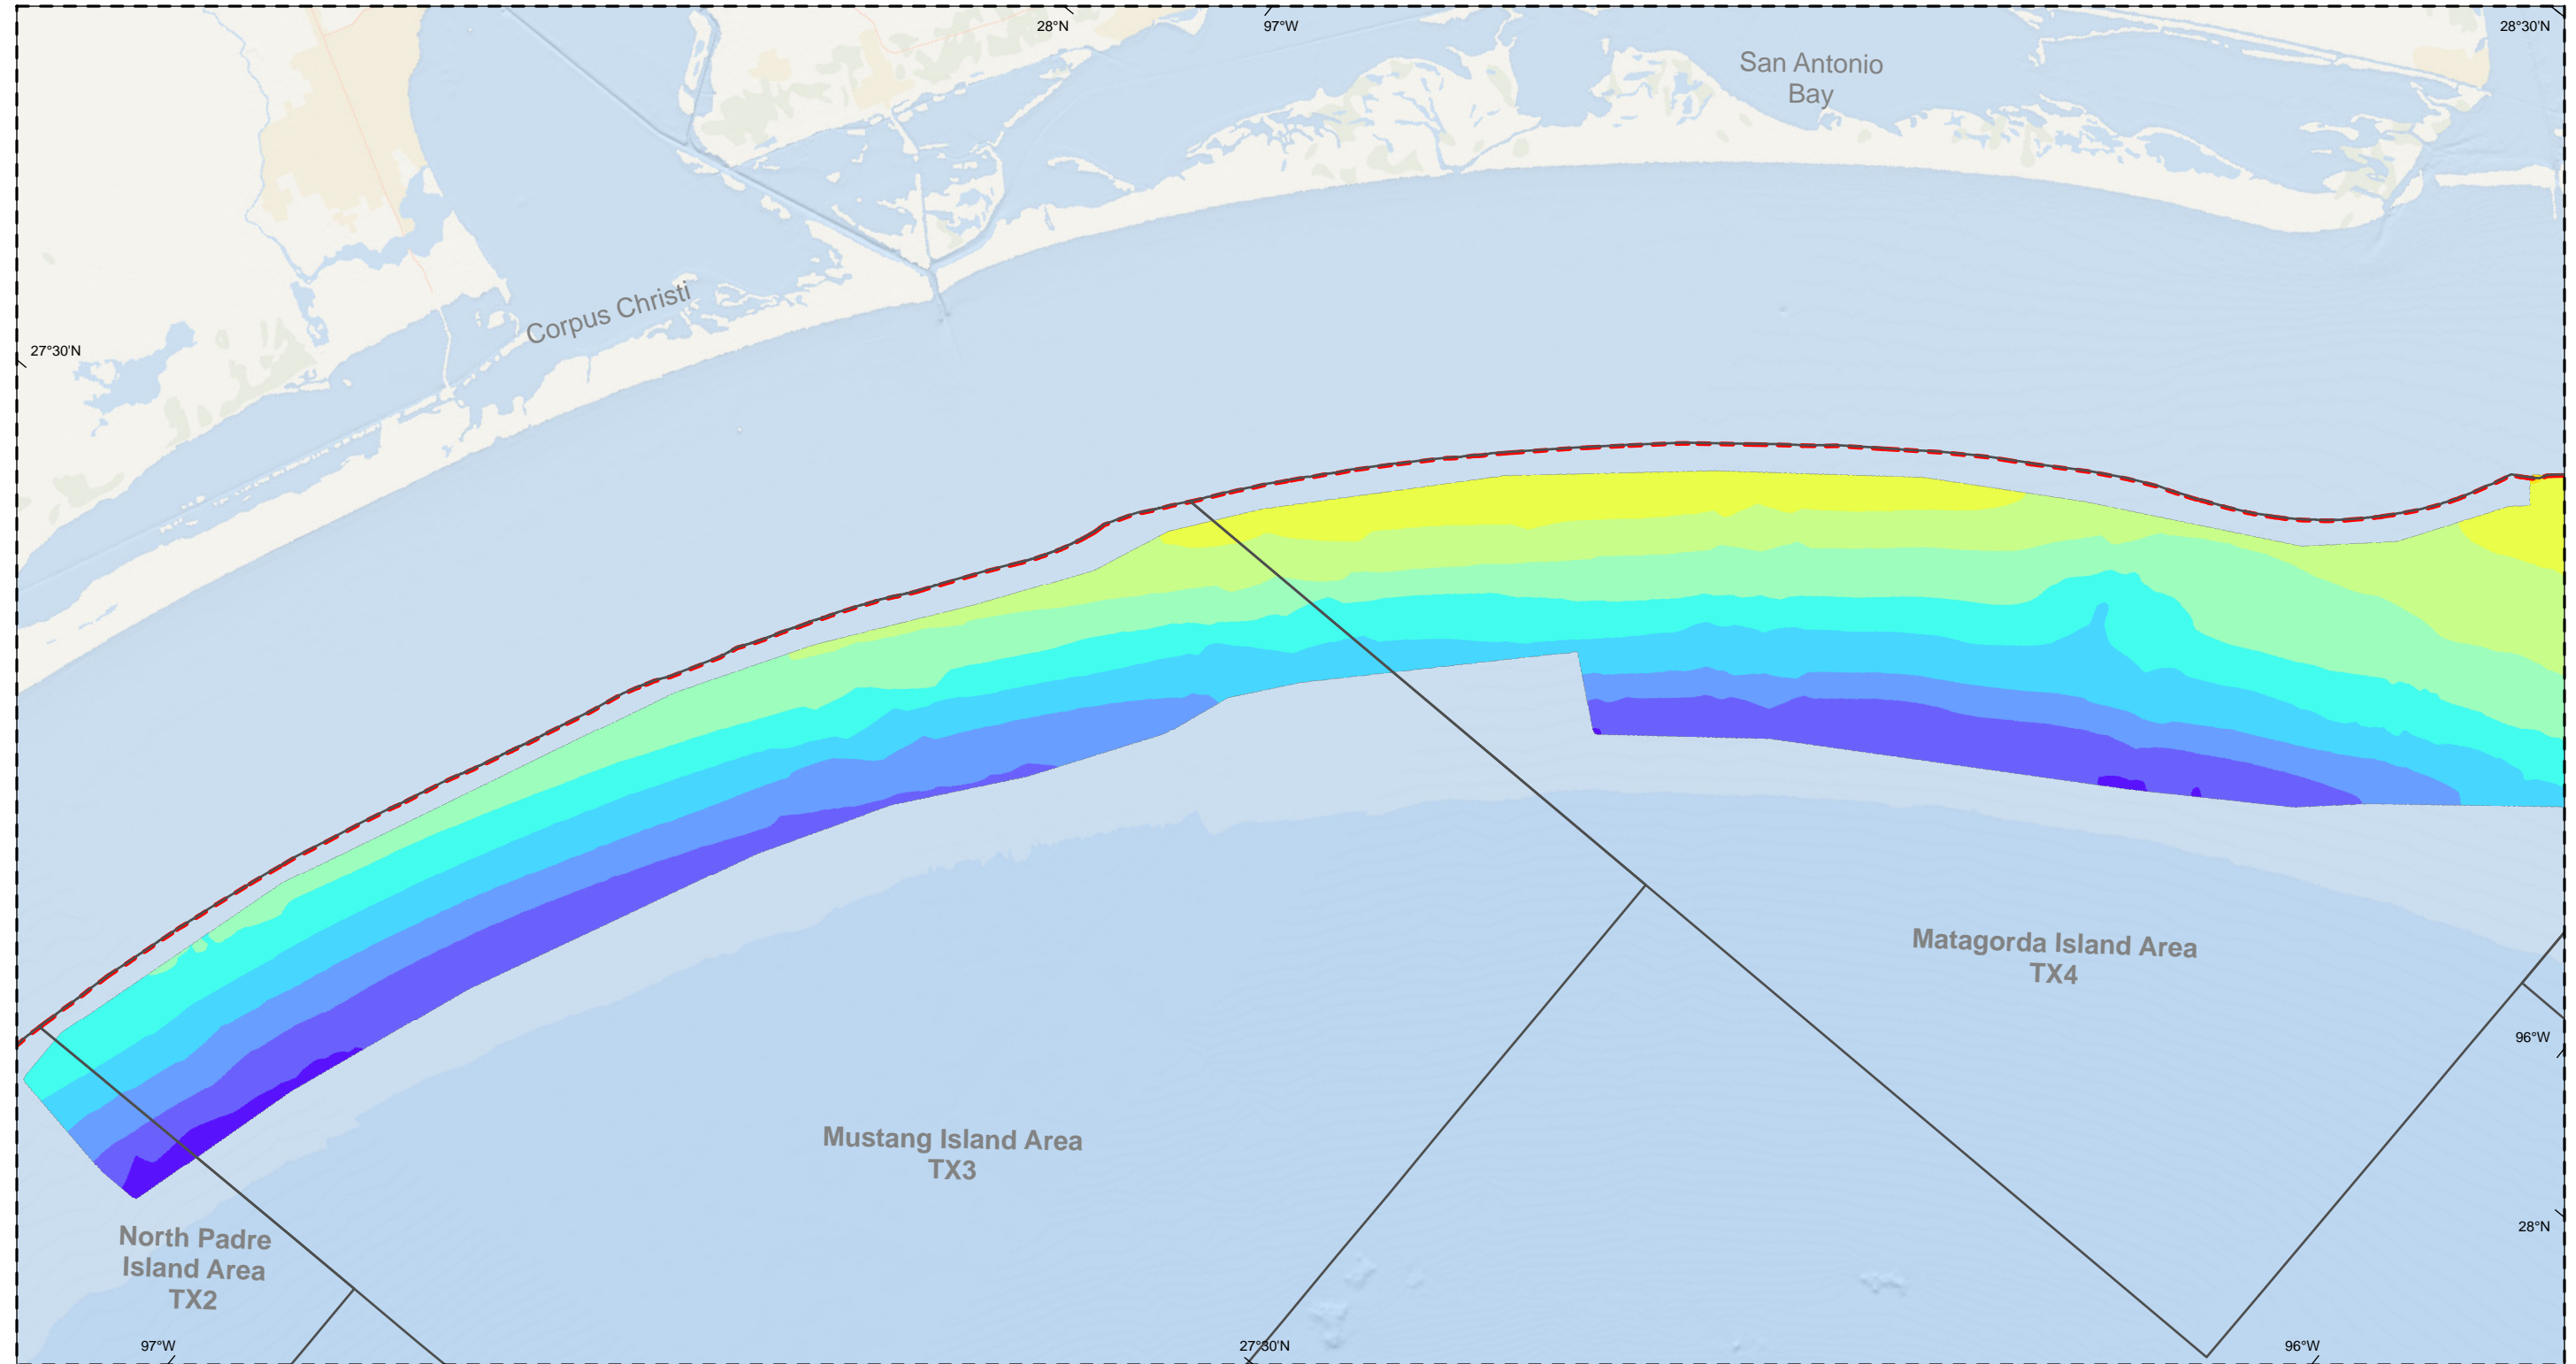 28°N
97°W
28°30'N
San Antonio
Bay
Corpus Christi
27°30'N
Matagorda Island Area
TX4
96°W
Mustang Island Area
TX3
28°N
North Padre
Island Area
TX2
97°W
27°30'N
96°W